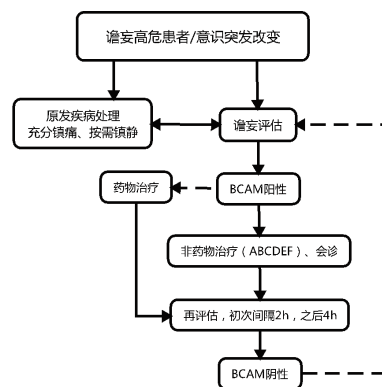 谵妄高危患者/意识突发改变
原发疾病处理
充分镇痛、按需镇静
谵妄评估
药物治疗
BCAM阳性
非药物治疗（ABCDEF）、会诊
再评估，初次间隔2h，之后4h
BCAM阴性